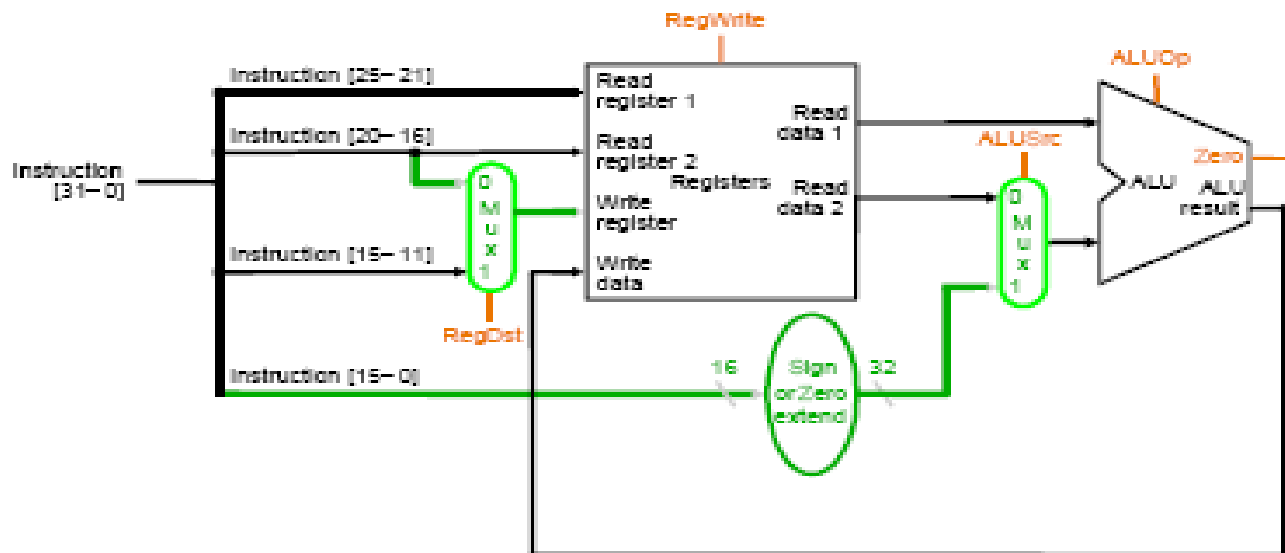 RegWrite
Instruction [25-21]
Read
register 1
Read
data 1
ALUOp
Instruction [20-16]
Read
register 2
ALUSrc
Zero
Instruction
[31-0]
0
M
u
x
1
Registers
Write
register
Read
data 2
0
M
u
x
1
ALU
ALU
result
Instruction [15-11]
Write
data
RegDst
Instruction [15-0]
16
Sign
orZero
extend
32